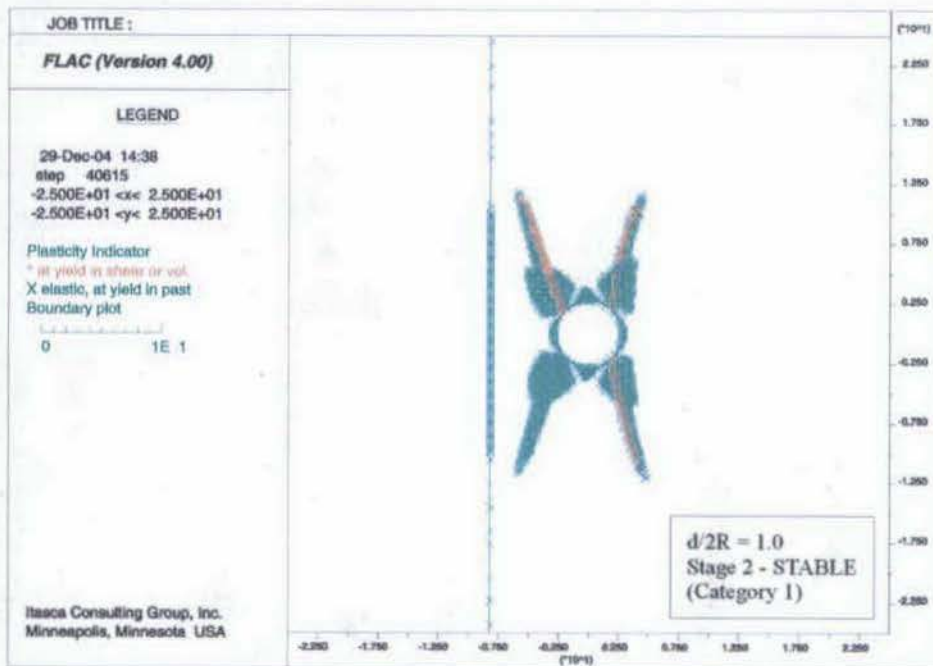 JOB TITLE :
FLAC (Version 4.00)
LEGEND
29-Dec-04 14:38
step 40615
-2.500E+01 <x< 2.500E+01
-2.500E+01 <y< 2.500E+01
Plasticity Indicator
* at yield in shear or vol.
X elastic, at yield in past
Boundary plot
0 1E 1
Itasca Consulting Group, Inc.
Minneapolis, Minnesota USA
(*10^1)
2.250
1.750
1.250
0.750
0.250
-0.250
-0.750
-1.250
-1.750
-2.250
d/2R = 1.0
Stage 2 - STABLE
(Category 1)
-2.250 -1.750 -1.250 -0.750 -0.250 0.250 0.750 1.250 1.750 2.250
(*10^1)